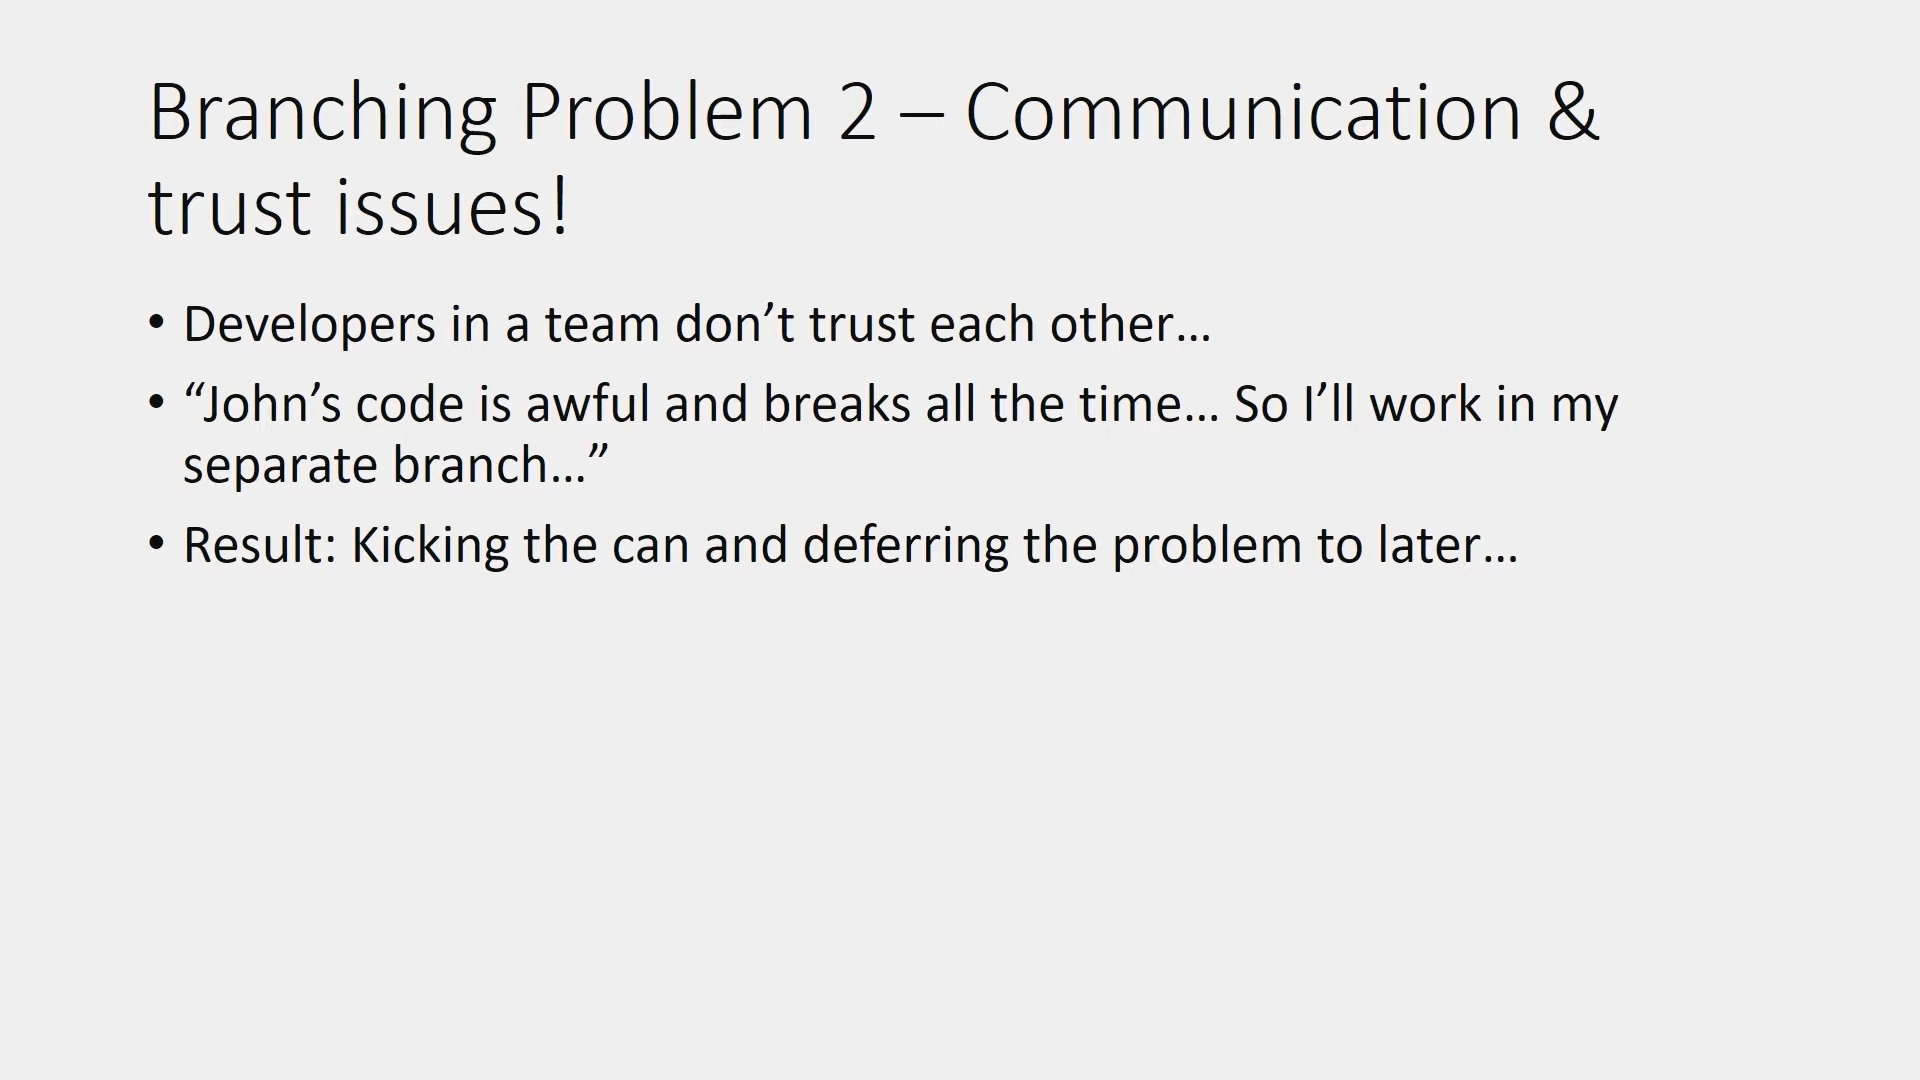 Branching Problem 2 – Communication &
trust issues!
• Developers in a team don’t trust each other…
• “John’s code is awful and breaks all the time… So I’ll work in my
separate branch…”
• Result: Kicking the can and deferring the problem to later…